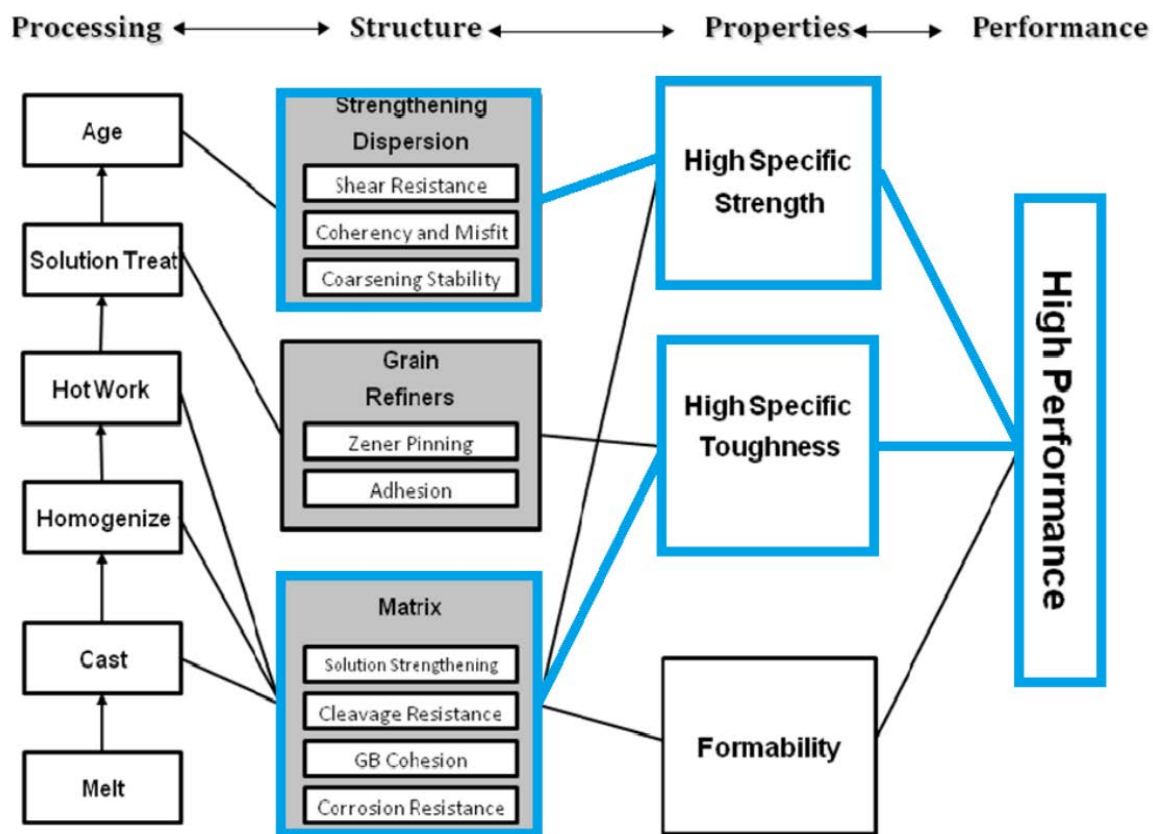 Processing
Structure
Properties
Performance
Age
Solution Treat
Hot Work
Homogenize
Cast
Melt
Strengthening
Dispersion
Shear Resistance
Coherency and Misfit
Coarsening Stability
Grain
Refiners
Zener Pinning
Adhesion
Matrix
Solution Strengthening
Cleavage Resistance
GB Cohesion
Corrosion Resistance
High Specific
Strength
High Specific
Toughness
Formability
High Performance